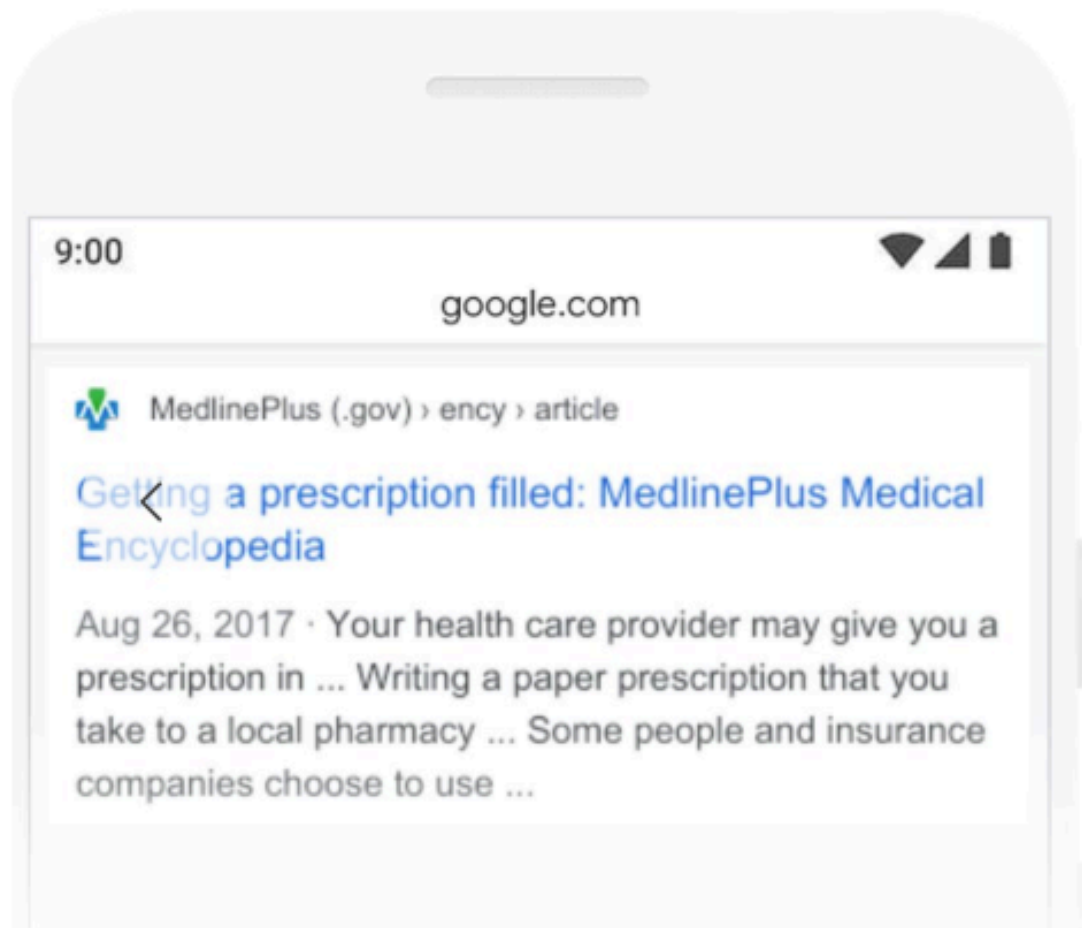 9:00
google.com
MedlinePlus (.gov) › ency › article
Getting a prescription filled: MedlinePlus Medical
Encyclopedia
Aug 26, 2017 · Your health care provider may give you a
prescription in ... Writing a paper prescription that you
take to a local pharmacy ... Some people and insurance
companies choose to use ...